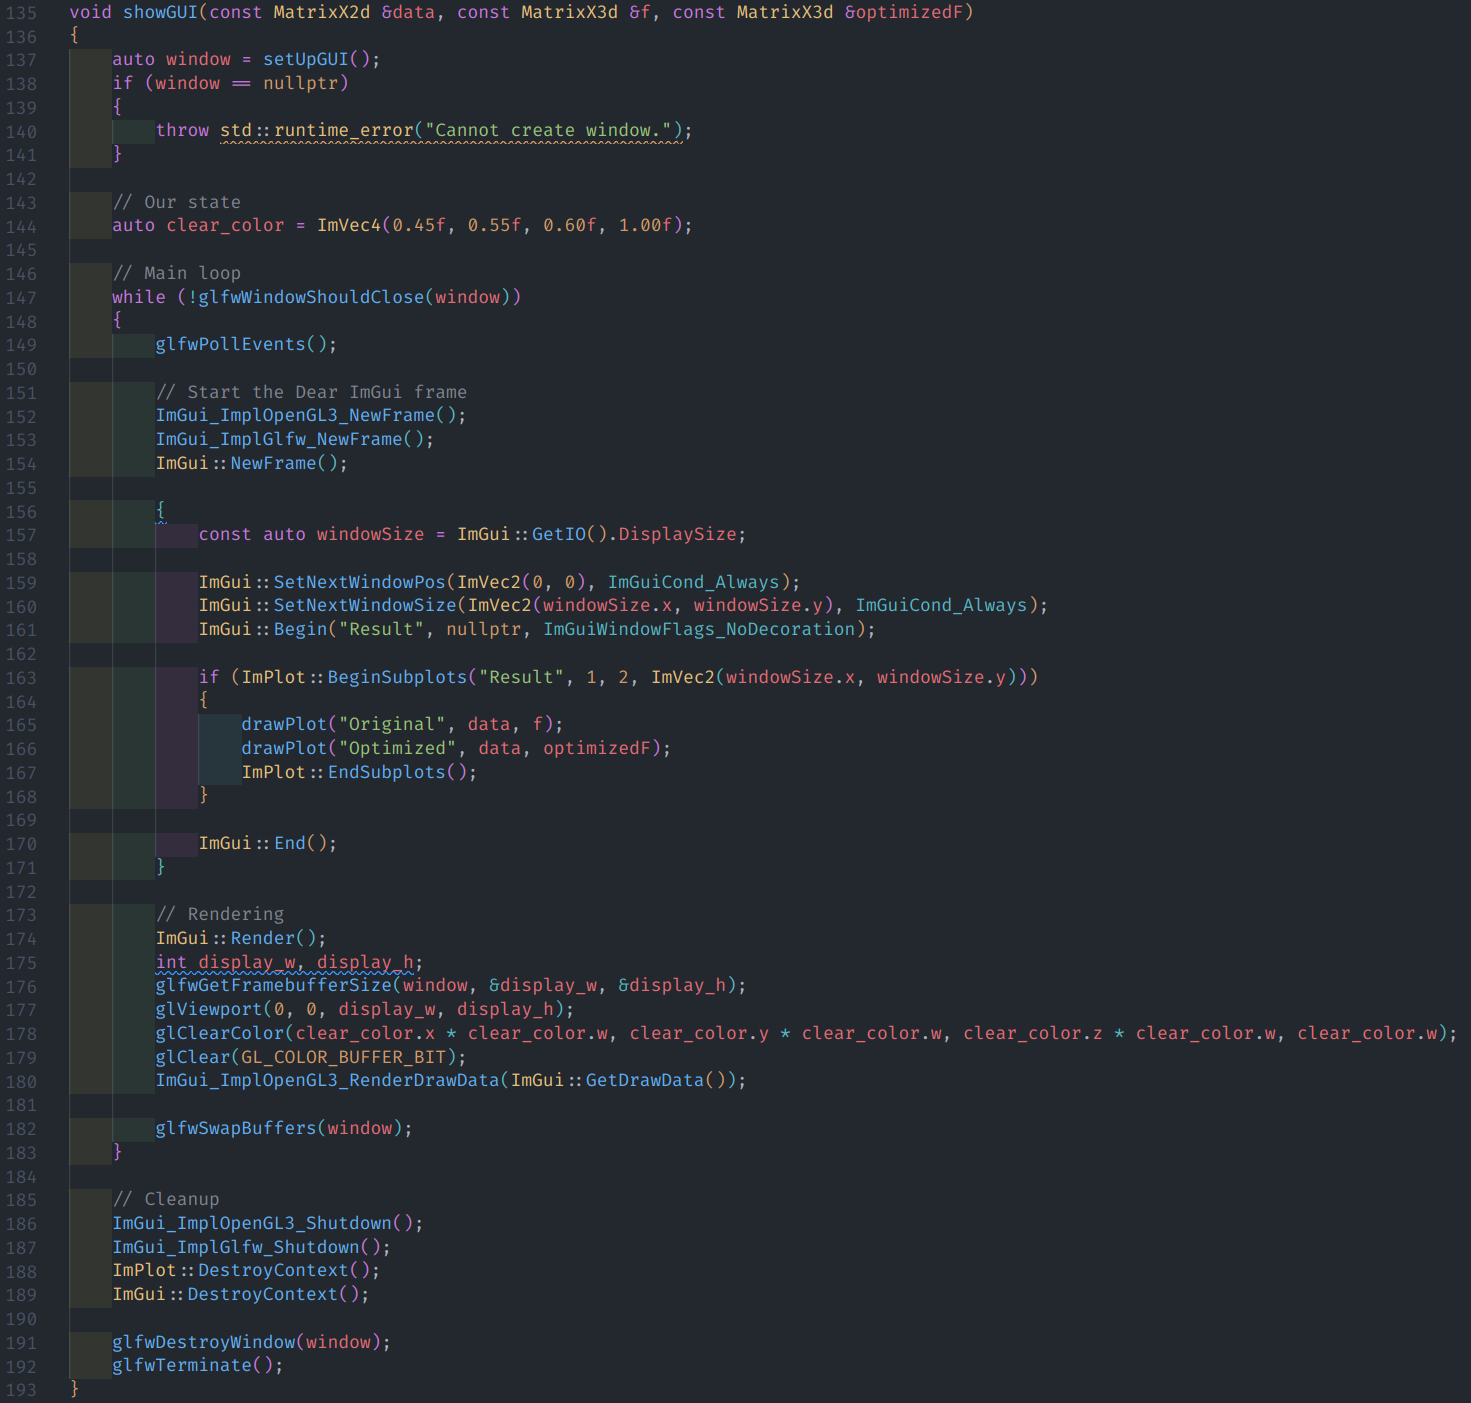 135 void showGUI(const MatrixX2d &data, const MatrixX3d &f, const MatrixX3d &optimizedF)
136 {
137     auto window = setUpGUI();
138     if (window == nullptr)
139     {
140         throw std::runtime_error("Cannot create window.");
141     }
142
143     // Our state
144     auto clear_color = ImVec4(0.45f, 0.55f, 0.60f, 1.00f);
145
146     // Main loop
147     while (!glfwWindowShouldClose(window))
148     {
149         glfwPollEvents();
150
151         // Start the Dear ImGui frame
152         ImGui_ImplOpenGL3_NewFrame();
153         ImGui_ImplGlfw_NewFrame();
154         ImGui::NewFrame();
155
156         {
157             const auto windowSize = ImGui::GetIO().DisplaySize;
158
159             ImGui::SetNextWindowPos(ImVec2(0, 0), ImGuiCond_Always);
160             ImGui::SetNextWindowSize(ImVec2(windowSize.x, windowSize.y), ImGuiCond_Always);
161             ImGui::Begin("Result", nullptr, ImGuiWindowFlags_NoDecoration);
162
163             if (ImPlot::BeginSubplots("Result", 1, 2, ImVec2(windowSize.x, windowSize.y)))
164             {
165                 drawPlot("Original", data, f);
166                 drawPlot("Optimized", data, optimizedF);
167                 ImPlot::EndSubplots();
168             }
169
170             ImGui::End();
171         }
172
173         // Rendering
174         ImGui::Render();
175         int display_w, display_h;
176         glfwGetFramebufferSize(window, &display_w, &display_h);
177         glViewport(0, 0, display_w, display_h);
178         glClearColor(clear_color.x * clear_color.w, clear_color.y * clear_color.w, clear_color.z * clear_color.w, clear_color.w);
179         glClear(GL_COLOR_BUFFER_BIT);
180         ImGui_ImplOpenGL3_RenderDrawData(ImGui::GetDrawData());
181
182         glfwSwapBuffers(window);
183     }
184
185     // Cleanup
186     ImGui_ImplOpenGL3_Shutdown();
187     ImGui_ImplGlfw_Shutdown();
188     ImPlot::DestroyContext();
189     ImGui::DestroyContext();
190
191     glfwDestroyWindow(window);
192     glfwTerminate();
193 }